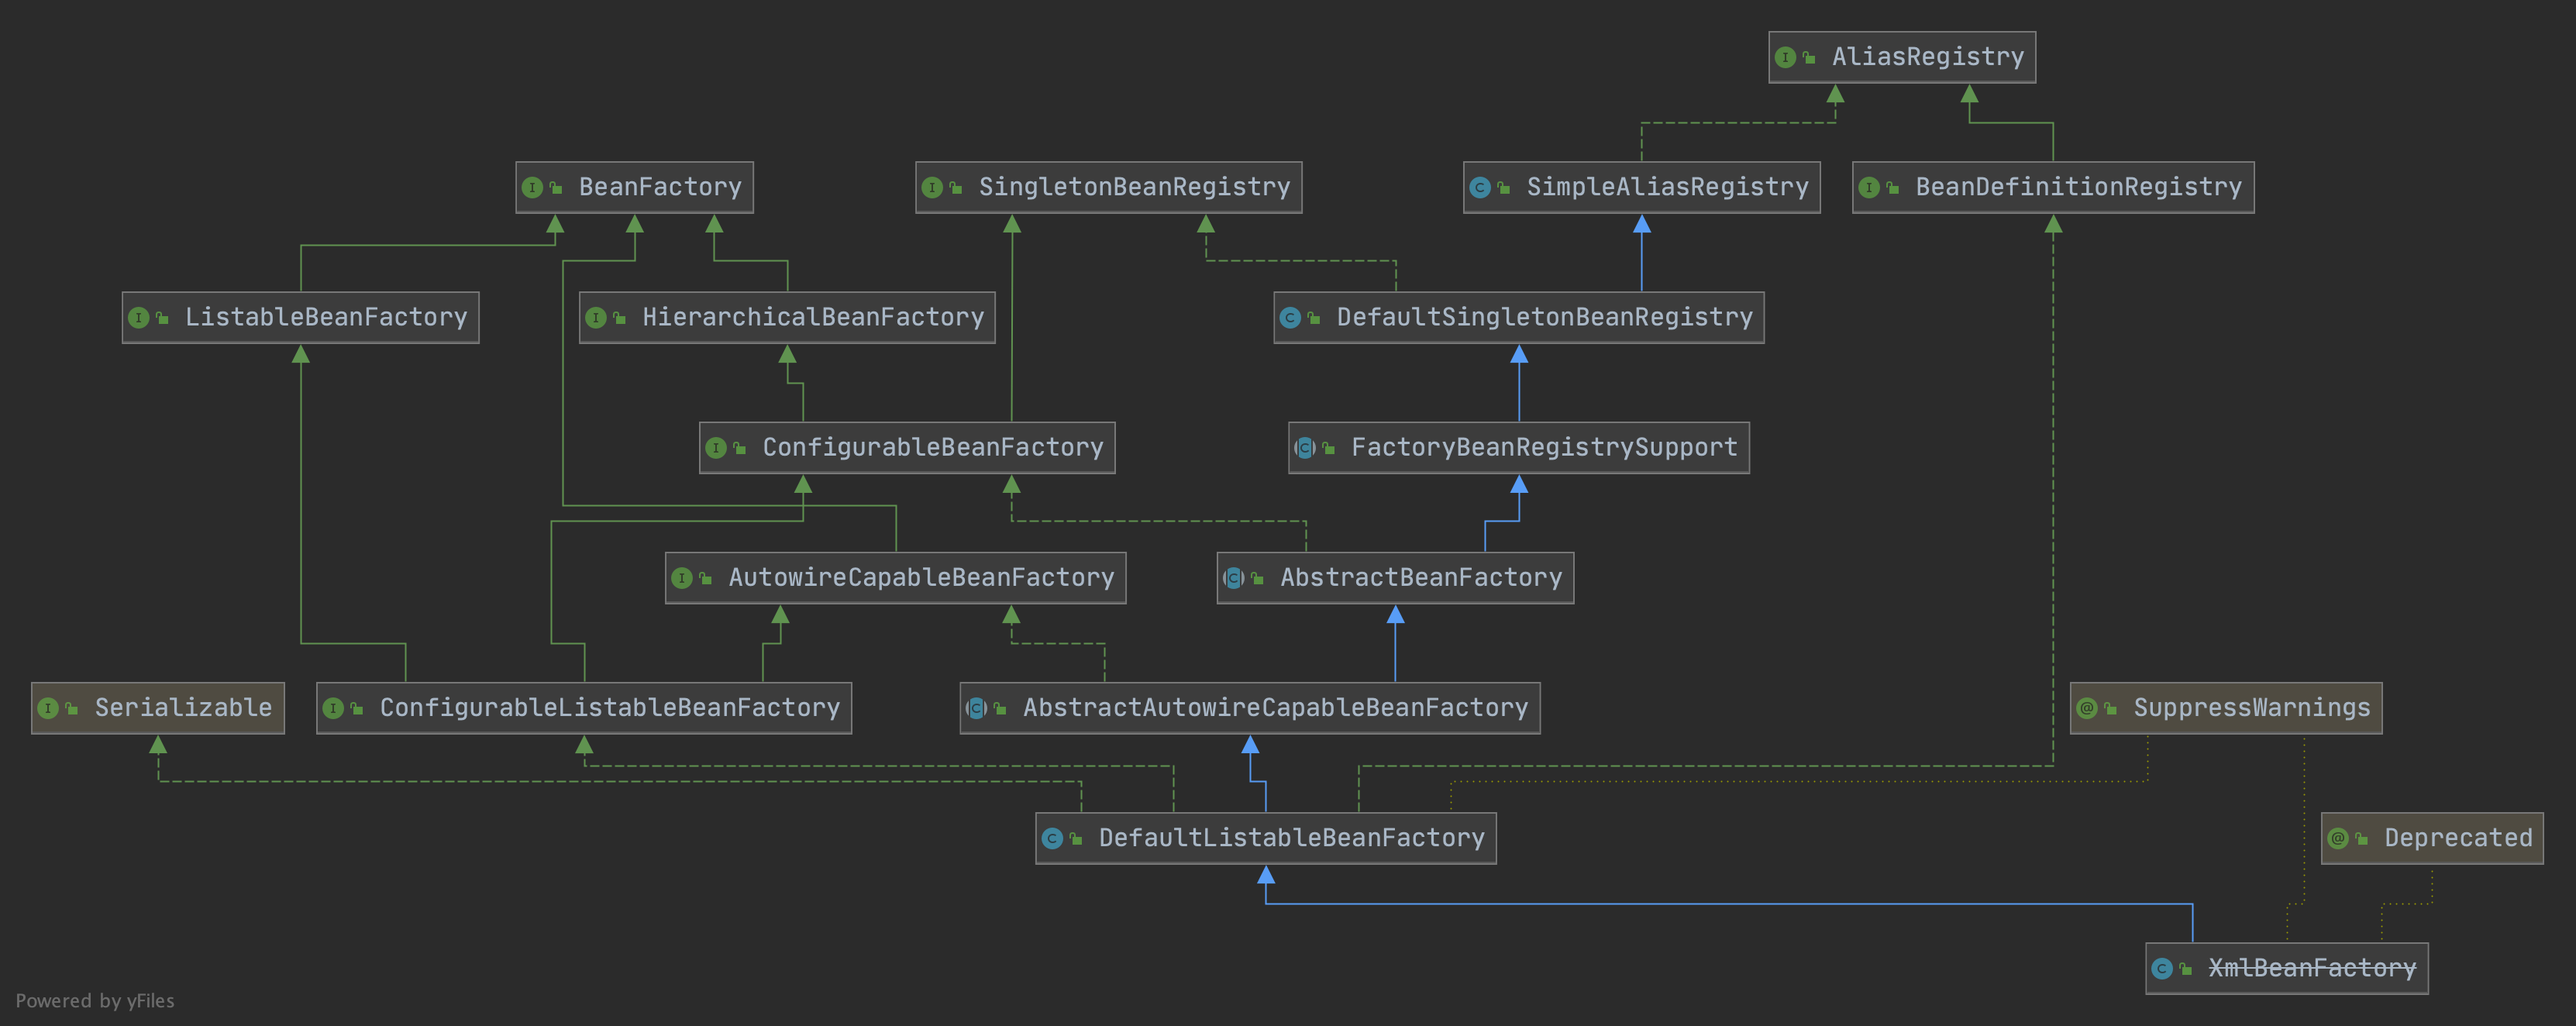 AliasRegistry
BeanFactory
SingletonBeanRegistry
SimpleAliasRegistry
BeanDefinitionRegistry
ListableBeanFactory
HierarchicalBeanFactory
DefaultSingletonBeanRegistry
ConfigurableBeanFactory
FactoryBeanRegistrySupport
AutowireCapableBeanFactory
AbstractBeanFactory
Serializable
ConfigurableListableBeanFactory
AbstractAutowireCapableBeanFactory
SuppressWarnings
DefaultListableBeanFactory
Deprecated
XmlBeanFactory
Powered by yFiles